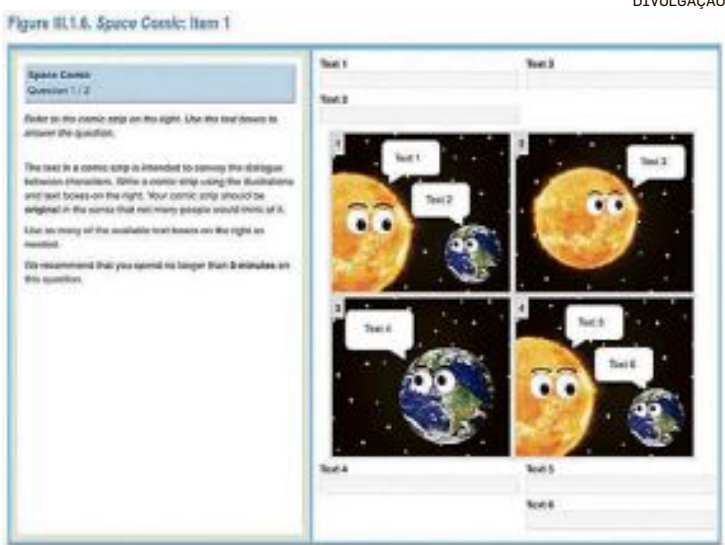 DIVULGAÇÃO
Figure III.1.6. Space Comic: Item 1
Space Comic
Question 1 / 2
Refer to the comic strip on the right. Use the text boxes to
answer the question.
The text in a comic strip is intended to convey the dialogue
between characters. Write a comic strip using the illustrations
and text boxes on the right. Your comic strip should be
original in the sense that not many people would think of it.
Use as many of the available text boxes on the right as
needed.
We recommend that you spend no longer than 5 minutes on
this question.
Text 1
Text 3
Text 2
1
Text 1
Text 2
2
Text 3
3
Text 4
4
Text 5
Text 6
Text 4
Text 5
Text 6